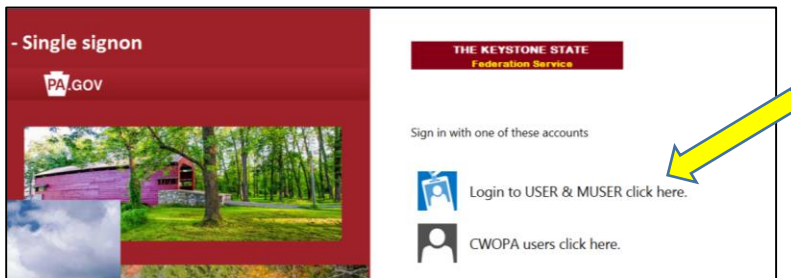 - Single signon
PA.GOV
THE KEYSTONE STATE
Federation Service
Sign in with one of these accounts
Login to USER & MUSER click here.
CWOPA users click here.